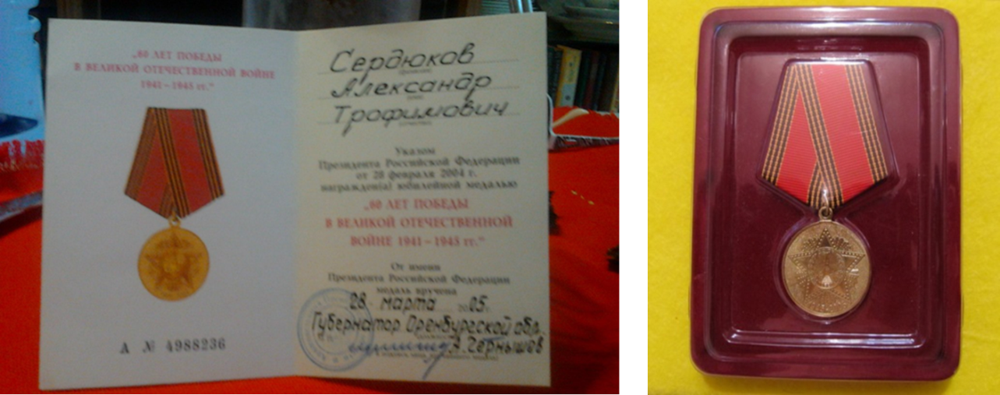 „60 ЛЕТ ПОБЕДЫ
В ВЕЛИКОЙ ОТЕЧЕСТВЕННОЙ ВОЙНЕ
1941–1945 гг.“
А № 4988236
Сердюков
(фамилия)
Александр
(имя)
Трофимович
(отчество)
Указом
Президента Российской Федерации
от 28 февраля 2004 г.
награжден(а) юбилейной медалью
„60 ЛЕТ ПОБЕДЫ
В ВЕЛИКОЙ ОТЕЧЕСТВЕННОЙ
ВОЙНЕ 1941–1945 гг.“
От имени
Президента Российской Федерации
медаль вручена
28 марта 2005г.
Губернатор Оренбургской обл.
А.Чернышев